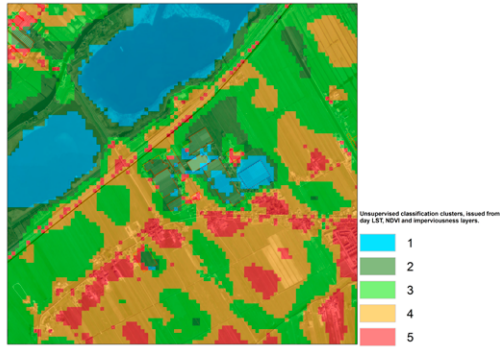 Unsupervised classification clusters, issued from
day LST, NDVI and imperviousness layers.
1
2
3
4
5